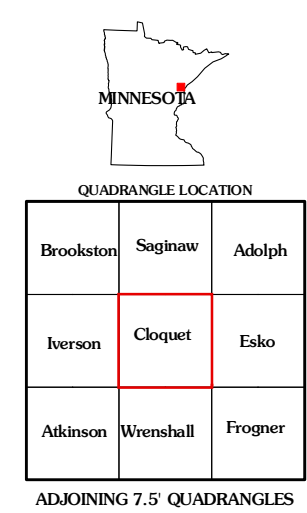 MINNESOTA
QUADRANGLE LOCATION
Brookston Saginaw Adolph
Iverson Cloquet Esko
Atkinson Wrenshall Frogner
ADJOINING 7.5' QUADRANGLES